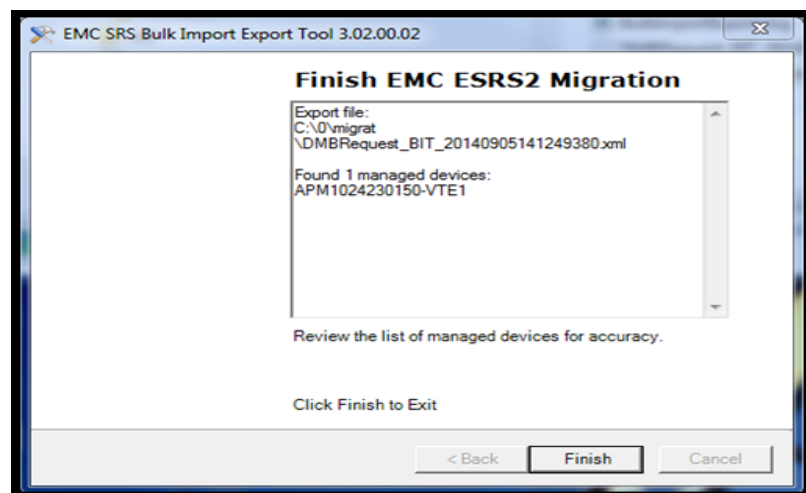 EMC SRS Bulk Import Export Tool 3.02.00.02
Finish EMC ESRS2 Migration
Export file:
C:\0\migrat
\DMBRequest_BIT_20140905141249380.xml
Found 1 managed devices:
APM1024230150-VTE1
Review the list of managed devices for accuracy.
Click Finish to Exit
< Back
Finish
Cancel